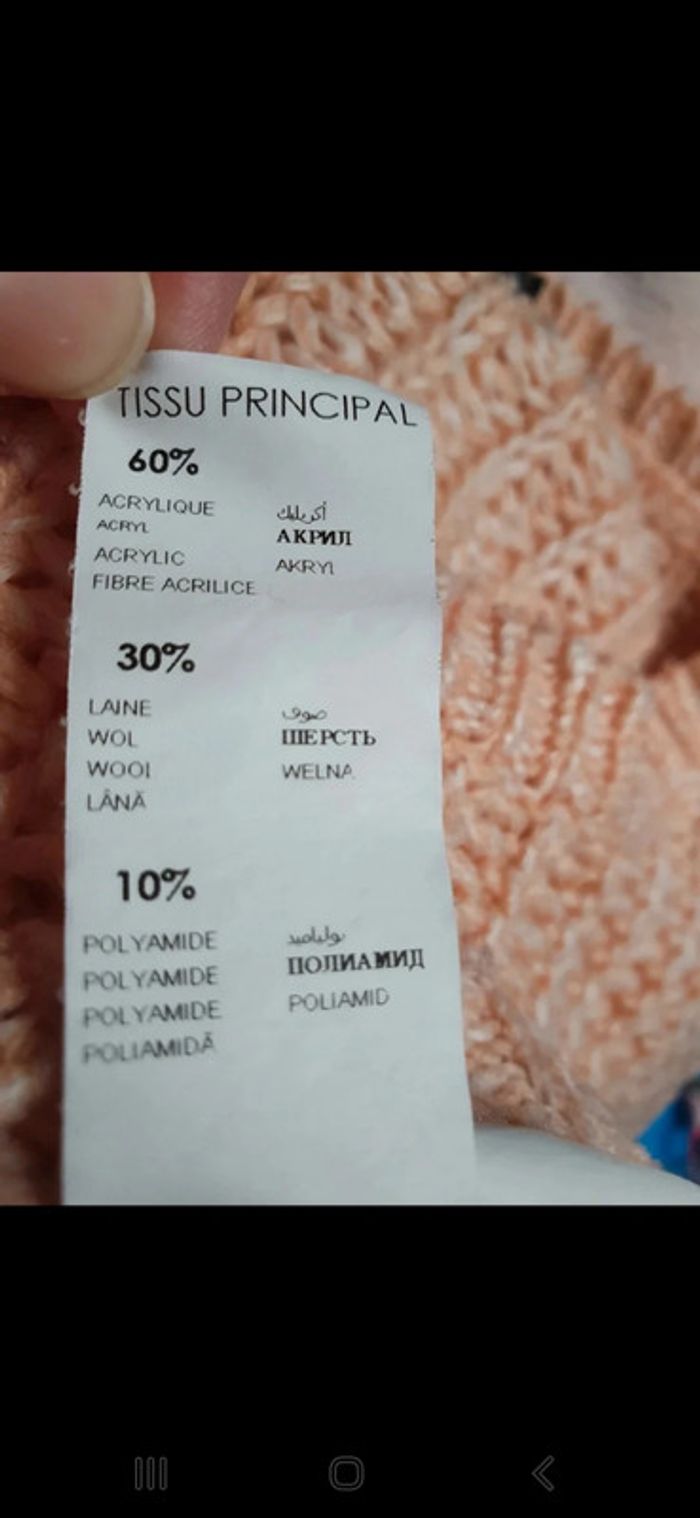 TISSU PRINCIPAL
60%
ACRYLIQUE
ACRYL
ACRYLIC
FIBRE ACRILICE
أكريليك
АКРИЛ
AKRYL
30%
LAINE
WOL
WOOL
LÂNĂ
صوف
ШЕРСТЬ
WELNA
10%
POLYAMIDE
POLYAMIDE
POLYAMIDE
POLIAMIDĂ
بولياميد
ПОЛИАМИД
POLIAMID